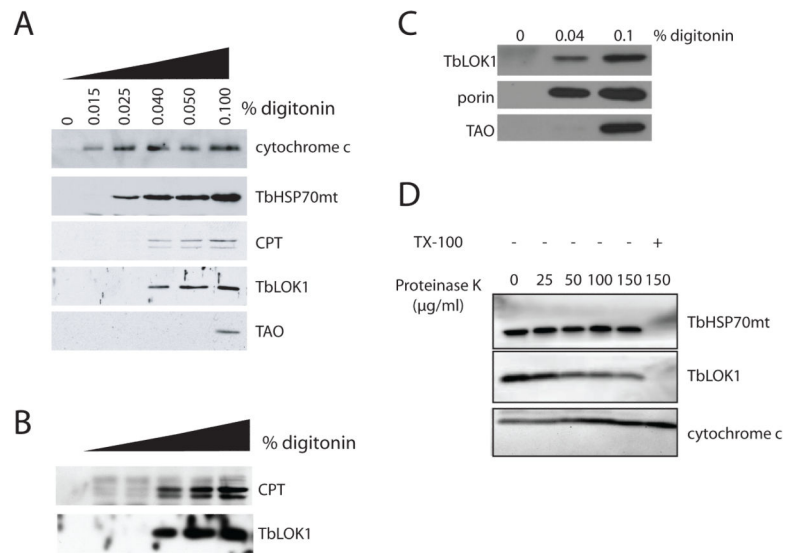 A
0 0.015 0.025 0.040 0.050 0.100 % digitonin
cytochrome c
TbHSP70mt
CPT
TbLOK1
TAO
B
% digitonin
CPT
TbLOK1
C
0 0.04 0.1 % digitonin
TbLOK1
porin
TAO
D
TX-100 - - - - - +
Proteinase K 0 25 50 100 150 150
(µg/ml)
TbHSP70mt
TbLOK1
cytochrome c